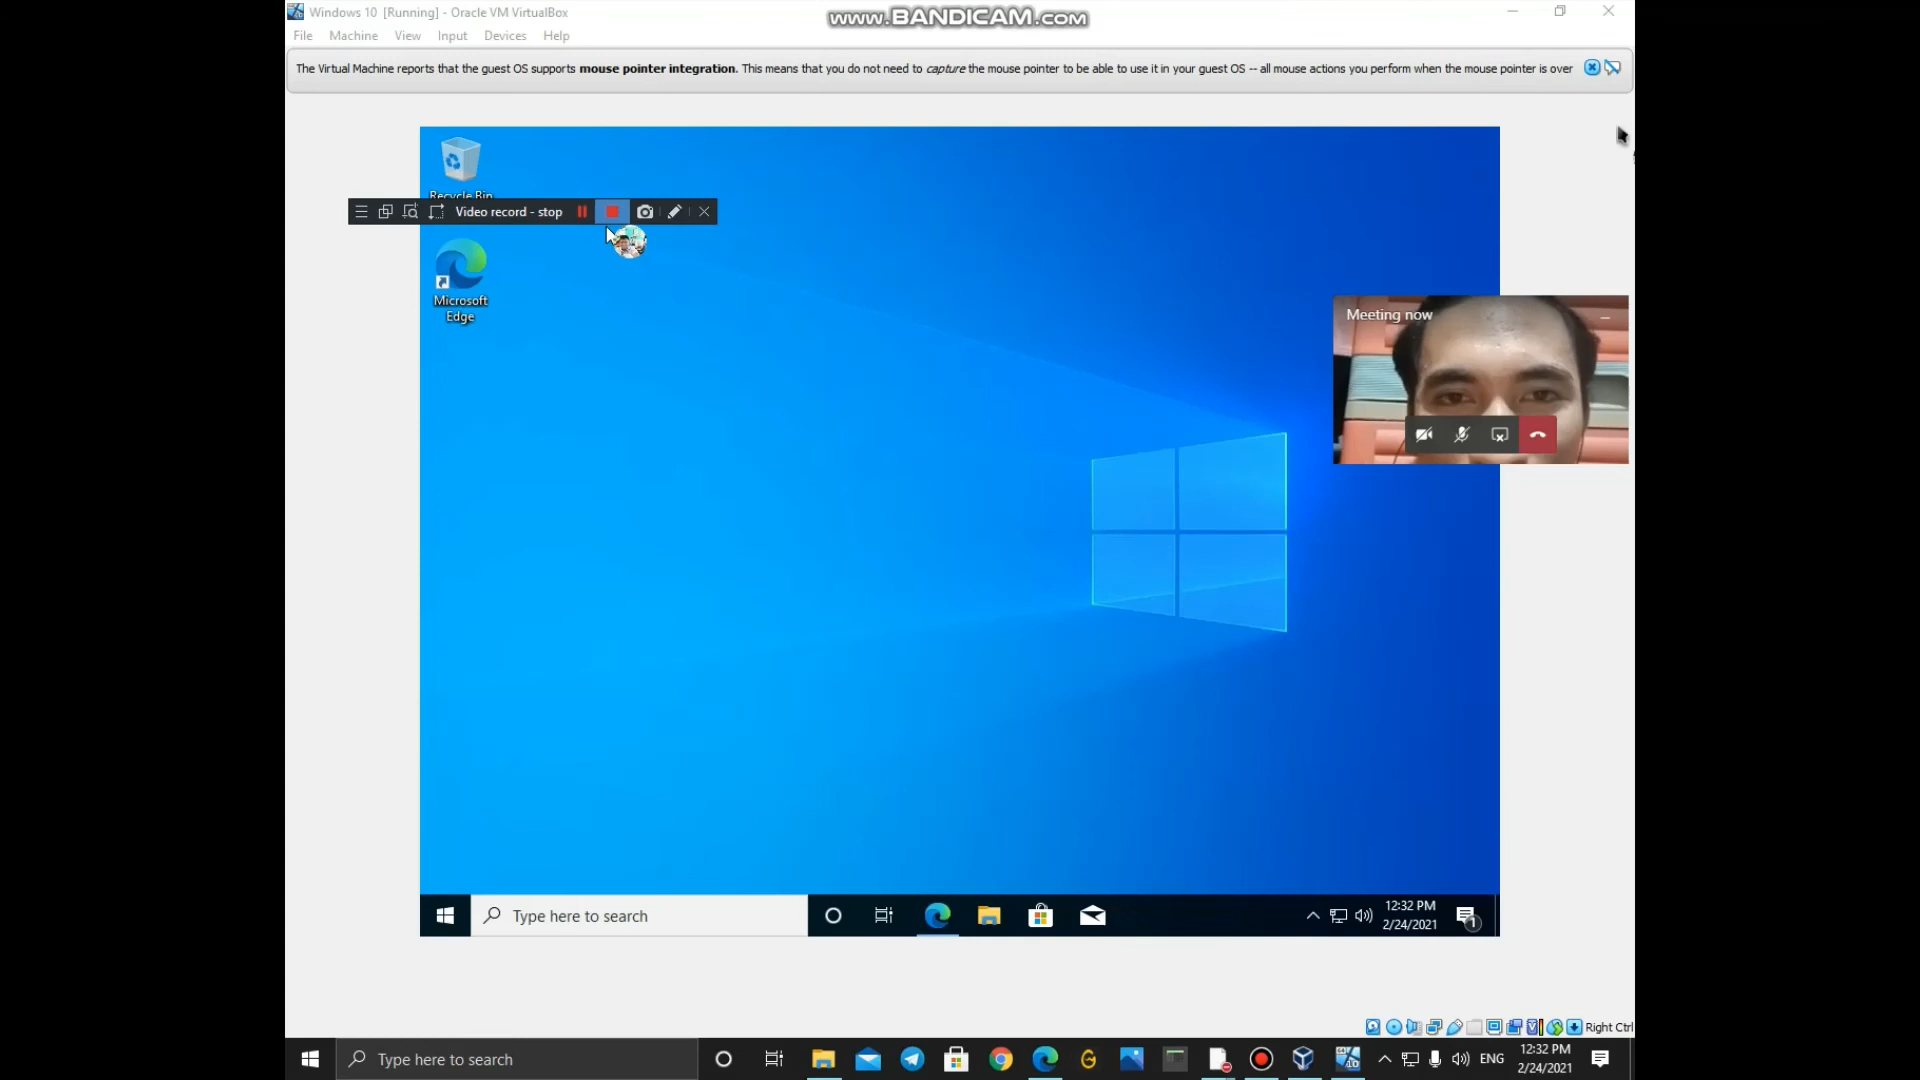 Windows 10 [Running] - Oracle VM VirtualBox
www.BANDICAM.com
File Machine View Input Devices Help
The Virtual Machine reports that the guest OS supports mouse pointer integration. This means that you do not need to capture the mouse pointer to be able to use it in your guest OS -- all mouse actions you perform when the mouse pointer is over
Recycle Bin
Video record - stop
Microsoft
Edge
Meeting now
Type here to search
12:32 PM
2/24/2021
1
Right Ctrl
Type here to search
ENG
12:32 PM
2/24/2021